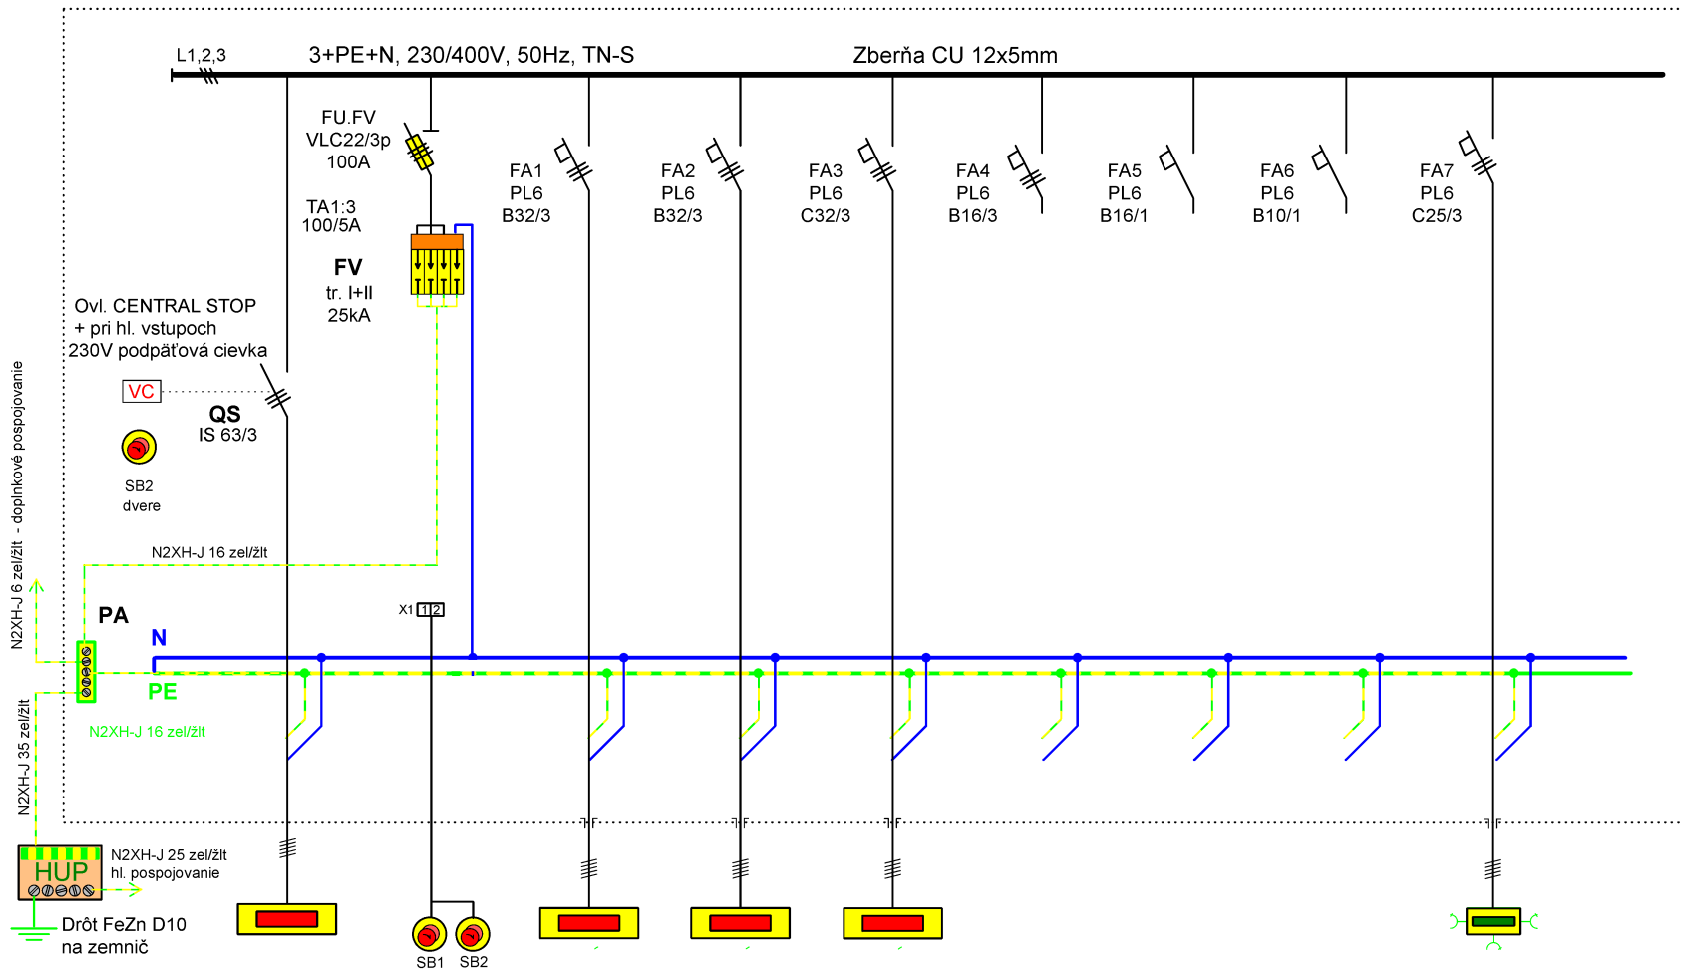 L1,2,3
3+PE+N, 230/400V, 50Hz, TN-S
Zberňa CU 12x5mm
FU.FV
VLC22/3p
100A
TA1:3
100/5A
FV
tr. I+II
25kA
FA1
PL6
B32/3
FA2
PL6
B32/3
FA3
PL6
C32/3
FA4
PL6
B16/3
FA5
PL6
B16/1
FA6
PL6
B10/1
FA7
PL6
C25/3
Ovl. CENTRAL STOP
+ pri hl. vstupoch
230V podpäťová cievka
VC
QS
IS 63/3
SB2
dvere
N2XH-J 6 zel/žlt - doplnkové pospojovanie
N2XH-J 16 zel/žlt
PA
X1 1 2
N
PE
N2XH-J 16 zel/žlt
N2XH-J 35 zel/žlt
HUP
N2XH-J 25 zel/žlt
hl. pospojovanie
Drôt FeZn D10
na zemnič
SB1
SB2